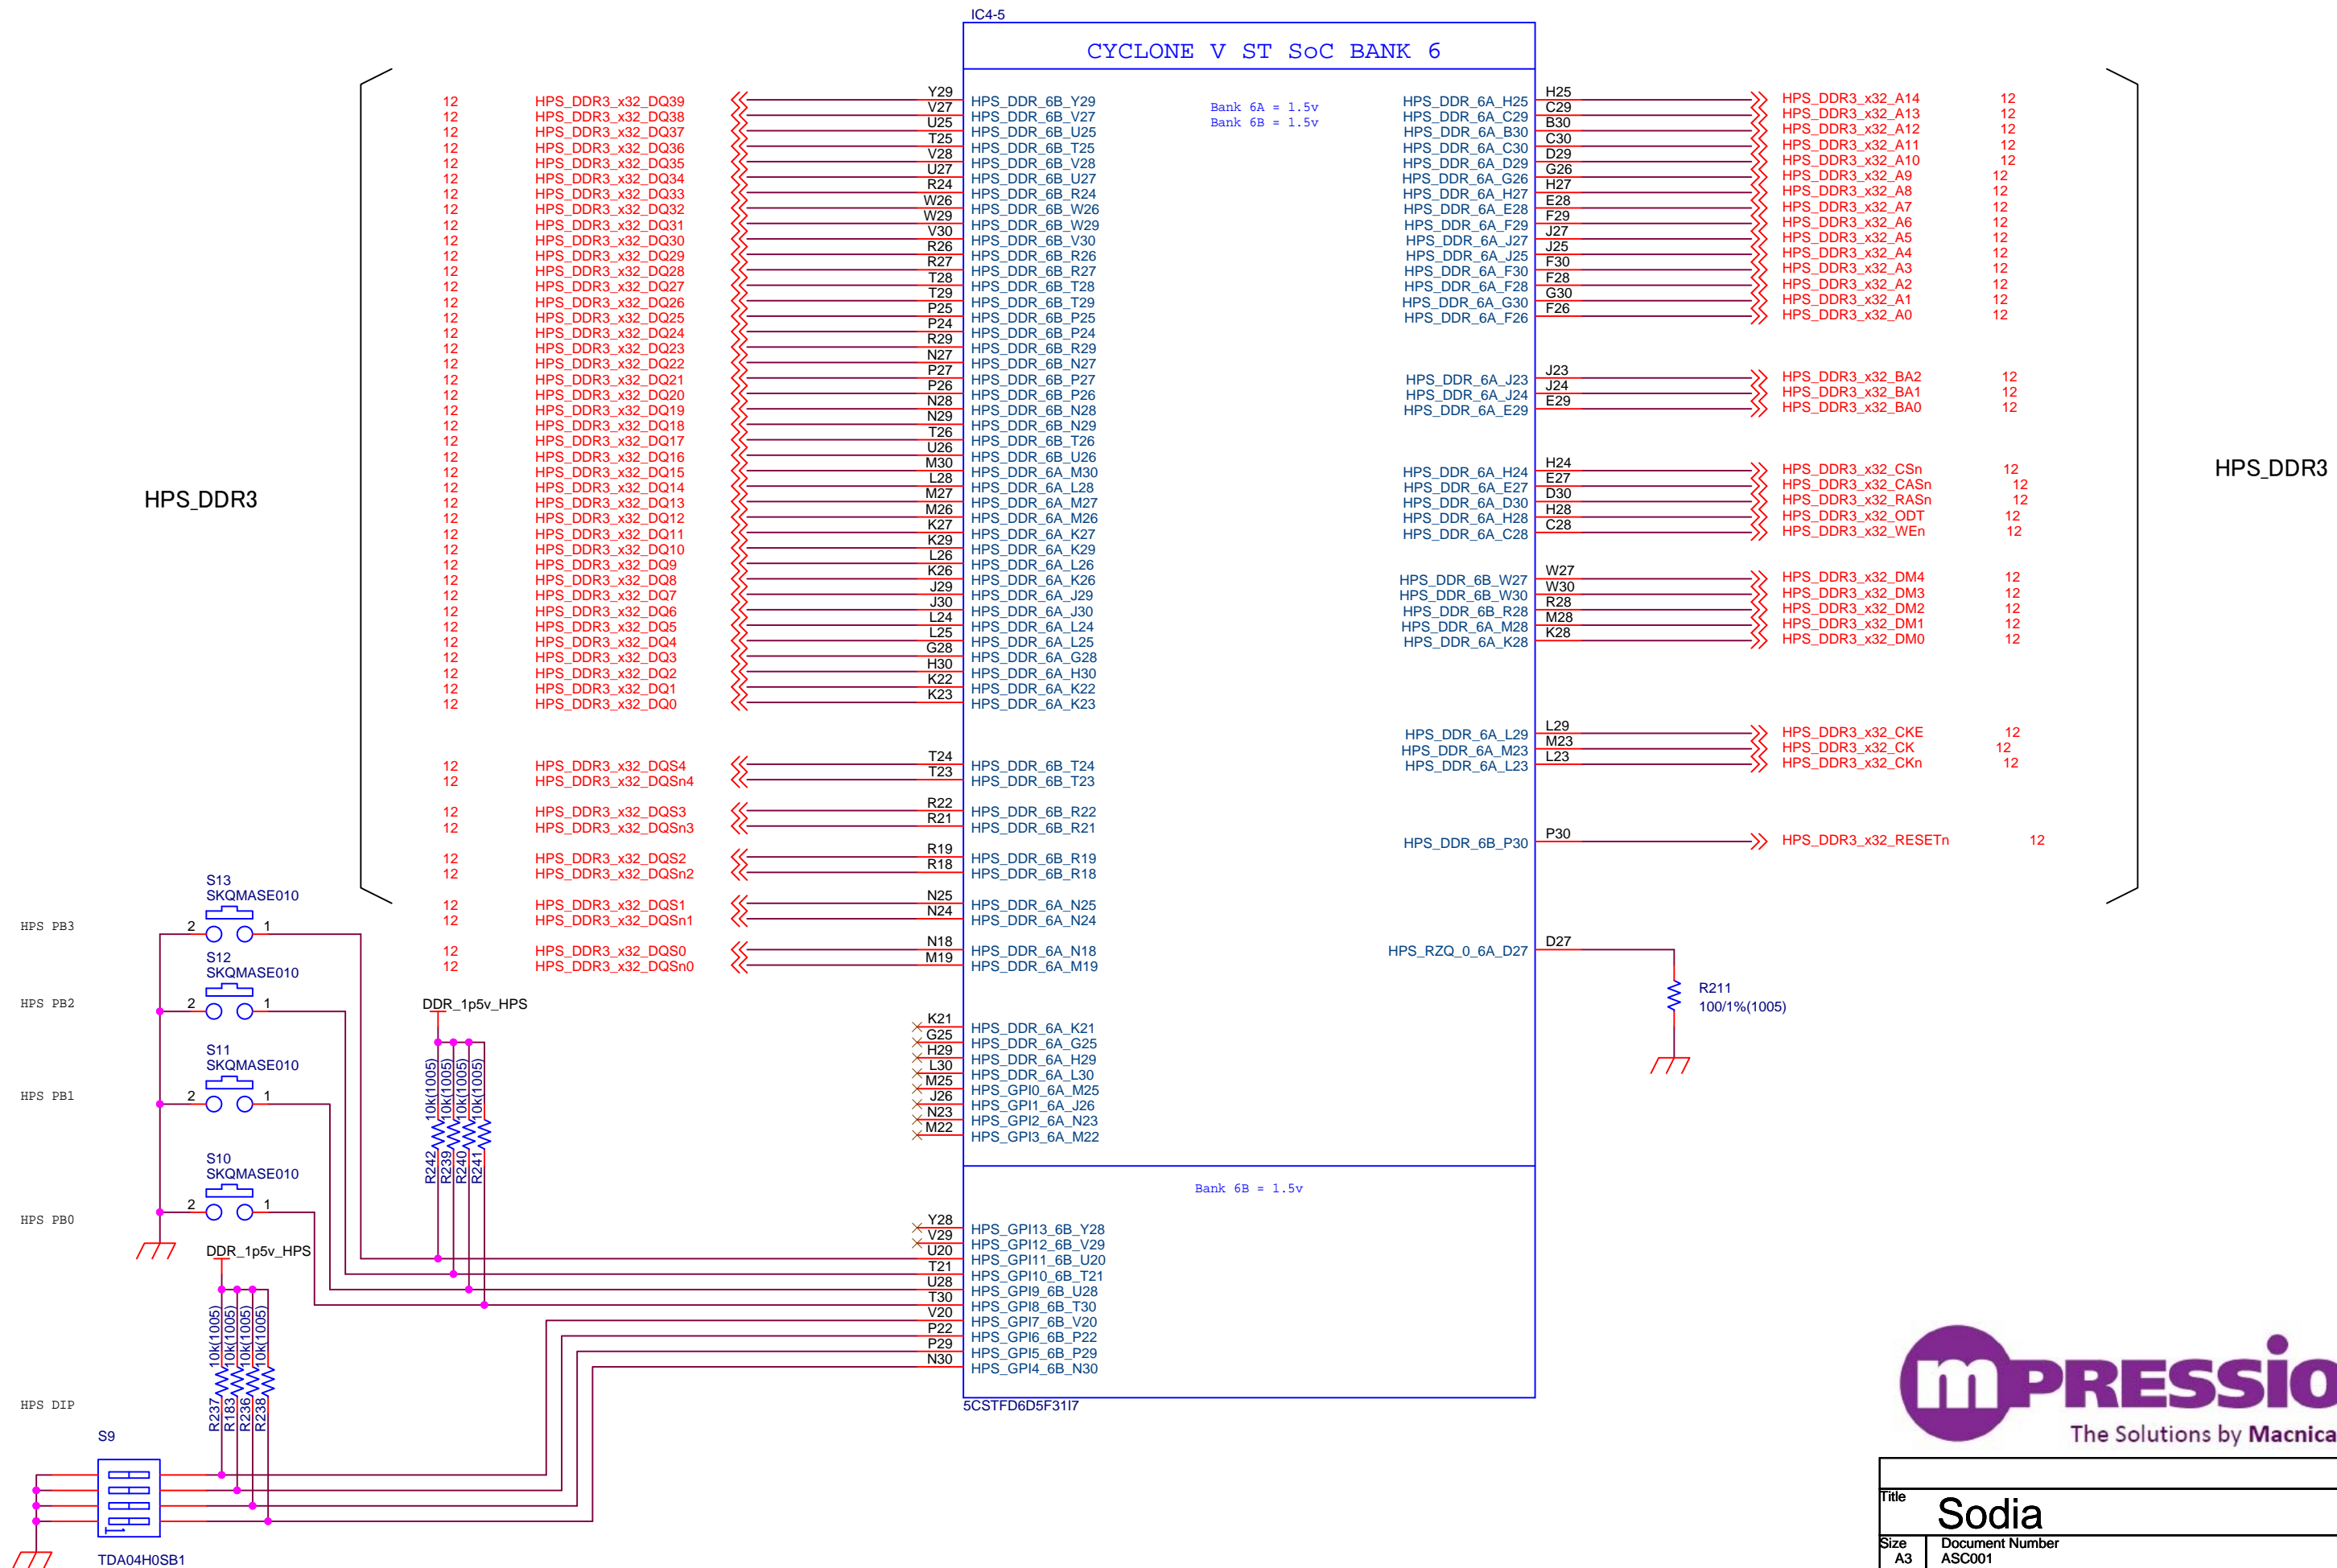 IC4-5
CYCLONE V ST SoC BANK 6
Bank 6A = 1.5v
Bank 6B = 1.5v
12 HPS_DDR3_x32_DQ39 Y29 HPS_DDR_6B_Y29
12 HPS_DDR3_x32_DQ38 V27 HPS_DDR_6B_V27
12 HPS_DDR3_x32_DQ37 U25 HPS_DDR_6B_U25
12 HPS_DDR3_x32_DQ36 T25 HPS_DDR_6B_T25
12 HPS_DDR3_x32_DQ35 V28 HPS_DDR_6B_V28
12 HPS_DDR3_x32_DQ34 U27 HPS_DDR_6B_U27
12 HPS_DDR3_x32_DQ33 R24 HPS_DDR_6B_R24
12 HPS_DDR3_x32_DQ32 W26 HPS_DDR_6B_W26
12 HPS_DDR3_x32_DQ31 W29 HPS_DDR_6B_W29
12 HPS_DDR3_x32_DQ30 V30 HPS_DDR_6B_V30
12 HPS_DDR3_x32_DQ29 R26 HPS_DDR_6B_R26
12 HPS_DDR3_x32_DQ28 R27 HPS_DDR_6B_R27
12 HPS_DDR3_x32_DQ27 T28 HPS_DDR_6B_T28
12 HPS_DDR3_x32_DQ26 T29 HPS_DDR_6B_T29
12 HPS_DDR3_x32_DQ25 P25 HPS_DDR_6B_P25
12 HPS_DDR3_x32_DQ24 P24 HPS_DDR_6B_P24
12 HPS_DDR3_x32_DQ23 R29 HPS_DDR_6B_R29
12 HPS_DDR3_x32_DQ22 N27 HPS_DDR_6B_N27
12 HPS_DDR3_x32_DQ21 P27 HPS_DDR_6B_P27
12 HPS_DDR3_x32_DQ20 P26 HPS_DDR_6B_P26
12 HPS_DDR3_x32_DQ19 N28 HPS_DDR_6B_N28
12 HPS_DDR3_x32_DQ18 N29 HPS_DDR_6B_N29
12 HPS_DDR3_x32_DQ17 T26 HPS_DDR_6B_T26
12 HPS_DDR3_x32_DQ16 U26 HPS_DDR_6B_U26
12 HPS_DDR3_x32_DQ15 M30 HPS_DDR_6A_M30
12 HPS_DDR3_x32_DQ14 L28 HPS_DDR_6A_L28
12 HPS_DDR3_x32_DQ13 M27 HPS_DDR_6A_M27
12 HPS_DDR3_x32_DQ12 M26 HPS_DDR_6A_M26
12 HPS_DDR3_x32_DQ11 K27 HPS_DDR_6A_K27
12 HPS_DDR3_x32_DQ10 K29 HPS_DDR_6A_K29
12 HPS_DDR3_x32_DQ9 L26 HPS_DDR_6A_L26
12 HPS_DDR3_x32_DQ8 K26 HPS_DDR_6A_K26
12 HPS_DDR3_x32_DQ7 J29 HPS_DDR_6A_J29
12 HPS_DDR3_x32_DQ6 J30 HPS_DDR_6A_J30
12 HPS_DDR3_x32_DQ5 L24 HPS_DDR_6A_L24
12 HPS_DDR3_x32_DQ4 L25 HPS_DDR_6A_L25
12 HPS_DDR3_x32_DQ3 G28 HPS_DDR_6A_G28
12 HPS_DDR3_x32_DQ2 H30 HPS_DDR_6A_H30
12 HPS_DDR3_x32_DQ1 K22 HPS_DDR_6A_K22
12 HPS_DDR3_x32_DQ0 K23 HPS_DDR_6A_K23
HPS_DDR3
12 HPS_DDR3_x32_DQS4 T24 HPS_DDR_6B_T24
12 HPS_DDR3_x32_DQSn4 T23 HPS_DDR_6B_T23
12 HPS_DDR3_x32_DQS3 R22 HPS_DDR_6B_R22
12 HPS_DDR3_x32_DQSn3 R21 HPS_DDR_6B_R21
12 HPS_DDR3_x32_DQS2 R19 HPS_DDR_6B_R19
12 HPS_DDR3_x32_DQSn2 R18 HPS_DDR_6B_R18
12 HPS_DDR3_x32_DQS1 N25 HPS_DDR_6A_N25
12 HPS_DDR3_x32_DQSn1 N24 HPS_DDR_6A_N24
12 HPS_DDR3_x32_DQS0 N18 HPS_DDR_6A_N18
12 HPS_DDR3_x32_DQSn0 M19 HPS_DDR_6A_M19
K21 HPS_DDR_6A_K21
G25 HPS_DDR_6A_G25
H29 HPS_DDR_6A_H29
L30 HPS_DDR_6A_L30
M25 HPS_GPI0_6A_M25
J26 HPS_GPI1_6A_J26
N23 HPS_GPI2_6A_N23
M22 HPS_GPI3_6A_M22
HPS_DDR_6A_H25 H25 HPS_DDR3_x32_A14 12
HPS_DDR_6A_C29 C29 HPS_DDR3_x32_A13 12
HPS_DDR_6A_B30 B30 HPS_DDR3_x32_A12 12
HPS_DDR_6A_C30 C30 HPS_DDR3_x32_A11 12
HPS_DDR_6A_D29 D29 HPS_DDR3_x32_A10 12
HPS_DDR_6A_G26 G26 HPS_DDR3_x32_A9 12
HPS_DDR_6A_H27 H27 HPS_DDR3_x32_A8 12
HPS_DDR_6A_E28 E28 HPS_DDR3_x32_A7 12
HPS_DDR_6A_F29 F29 HPS_DDR3_x32_A6 12
HPS_DDR_6A_J27 J27 HPS_DDR3_x32_A5 12
HPS_DDR_6A_J25 J25 HPS_DDR3_x32_A4 12
HPS_DDR_6A_F30 F30 HPS_DDR3_x32_A3 12
HPS_DDR_6A_F28 F28 HPS_DDR3_x32_A2 12
HPS_DDR_6A_G30 G30 HPS_DDR3_x32_A1 12
HPS_DDR_6A_F26 F26 HPS_DDR3_x32_A0 12
HPS_DDR_6A_J23 J23 HPS_DDR3_x32_BA2 12
HPS_DDR_6A_J24 J24 HPS_DDR3_x32_BA1 12
HPS_DDR_6A_E29 E29 HPS_DDR3_x32_BA0 12
HPS_DDR_6A_H24 H24 HPS_DDR3_x32_CSn 12
HPS_DDR_6A_E27 E27 HPS_DDR3_x32_CASn 12
HPS_DDR_6A_D30 D30 HPS_DDR3_x32_RASn 12
HPS_DDR_6A_H28 H28 HPS_DDR3_x32_ODT 12
HPS_DDR_6A_C28 C28 HPS_DDR3_x32_WEn 12
HPS_DDR3
HPS_DDR_6B_W27 W27 HPS_DDR3_x32_DM4 12
HPS_DDR_6B_W30 W30 HPS_DDR3_x32_DM3 12
HPS_DDR_6B_R28 R28 HPS_DDR3_x32_DM2 12
HPS_DDR_6A_M28 M28 HPS_DDR3_x32_DM1 12
HPS_DDR_6A_K28 K28 HPS_DDR3_x32_DM0 12
HPS_DDR_6A_L29 L29 HPS_DDR3_x32_CKE 12
HPS_DDR_6A_M23 M23 HPS_DDR3_x32_CK 12
HPS_DDR_6A_L23 L23 HPS_DDR3_x32_CKn 12
HPS_DDR_6B_P30 P30 HPS_DDR3_x32_RESETn 12
HPS_RZQ_0_6A_D27 D27
R211
100/1%(1005)
S13
SKQMASE010
HPS PB3 2 1
S12
SKQMASE010
HPS PB2 2 1
S11
SKQMASE010
HPS PB1 2 1
S10
SKQMASE010
HPS PB0 2 1
DDR_1p5v_HPS
R242 10k(1005)
R239 10k(1005)
R240 10k(1005)
R241 10k(1005)
Bank 6B = 1.5v
Y28 HPS_GPI13_6B_Y28
V29 HPS_GPI12_6B_V29
U20 HPS_GPI11_6B_U20
T21 HPS_GPI10_6B_T21
U28 HPS_GPI9_6B_U28
T30 HPS_GPI8_6B_T30
V20 HPS_GPI7_6B_V20
P22 HPS_GPI6_6B_P22
P29 HPS_GPI5_6B_P29
N30 HPS_GPI4_6B_N30
5CSTFD6D5F31I7
DDR_1p5v_HPS
R237 10k(1005)
R183 10k(1005)
R236 10k(1005)
R238 10k(1005)
HPS DIP
S9
1
TDA04H0SB1
mPRESSIO
The Solutions by Macnica
Title
Sodia
Size Document Number
A3 ASC001